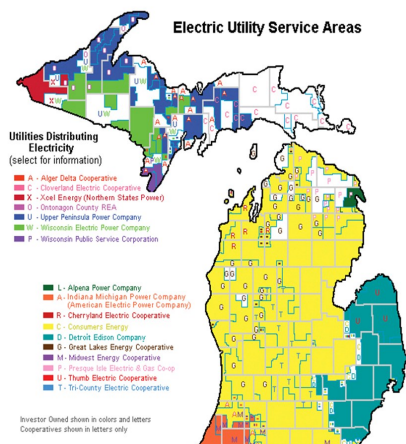 Electric Utility Service Areas
Utilities Distributing
Electricity
(select for information)
A - Alger Delta Cooperative
C - Cloverland Electric Cooperative
X - Xcel Energy (Northern States Power)
O - Ontonagon County REA
U - Upper Peninsula Power Company
W - Wisconsin Electric Power Company
P - Wisconsin Public Service Corporation
L - Alpena Power Company
A - Indiana Michigan Power Company
(American Electric Power Company)
R - Cherryland Electric Cooperative
C - Consumers Energy
D - Detroit Edison Company
G - Great Lakes Energy Cooperative
M - Midwest Energy Cooperative
P - Presque Isle Electric & Gas Co-op
U - Thumb Electric Cooperative
T - Tri-County Electric Cooperative
Investor Owned shown in colors and letters
Cooperatives shown in letters only